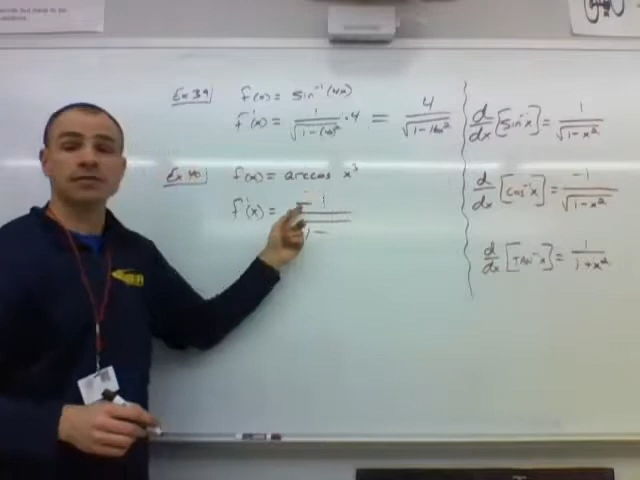 Ex 39 f(x) = sin⁻¹(4x)
f'(x) = 1/√(1-(4x)²) · 4 = 4/√(1-16x²)
Ex 40 f(x) = arccos x³
f'(x) = -1/√(1-
d/dx [sin⁻¹x] = 1/√(1-x²)
d/dx [cos⁻¹x] = -1/√(1-x²)
d/dx [TAN⁻¹x] = 1/(1+x²)